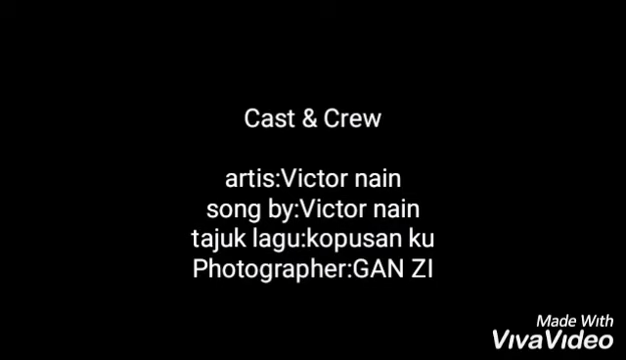 Cast & Crew
artis:Victor nain
song by:Victor nain
tajuk lagu:kopusan ku
Photographer:GAN ZI
Made With
VivaVideo